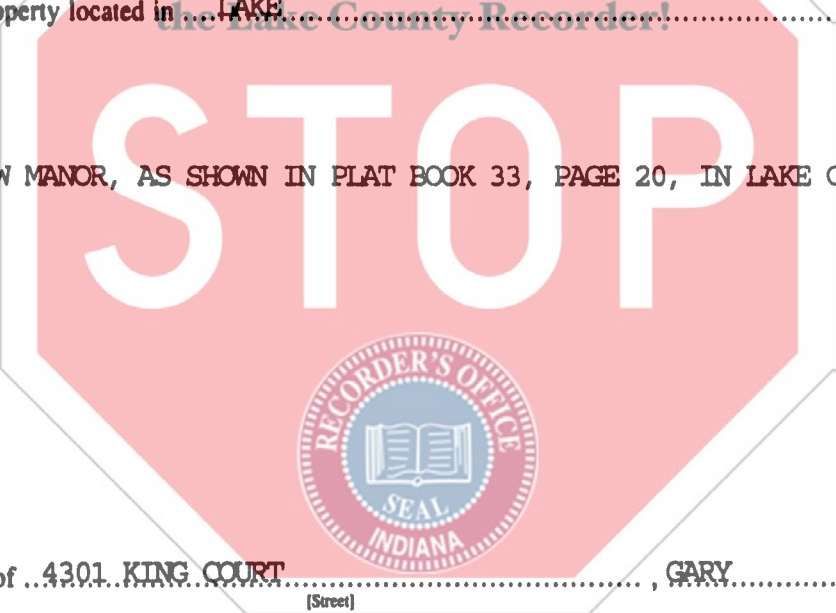 operty located in ... LAKE ...
the Lake County Recorder!
STOP
W MANOR, AS SHOWN IN PLAT BOOK 33, PAGE 20, IN LAKE C
RECORDER'S OFFICE
SEAL
INDIANA
of ..4301 KING COURT ... , GARY ...
[Street]